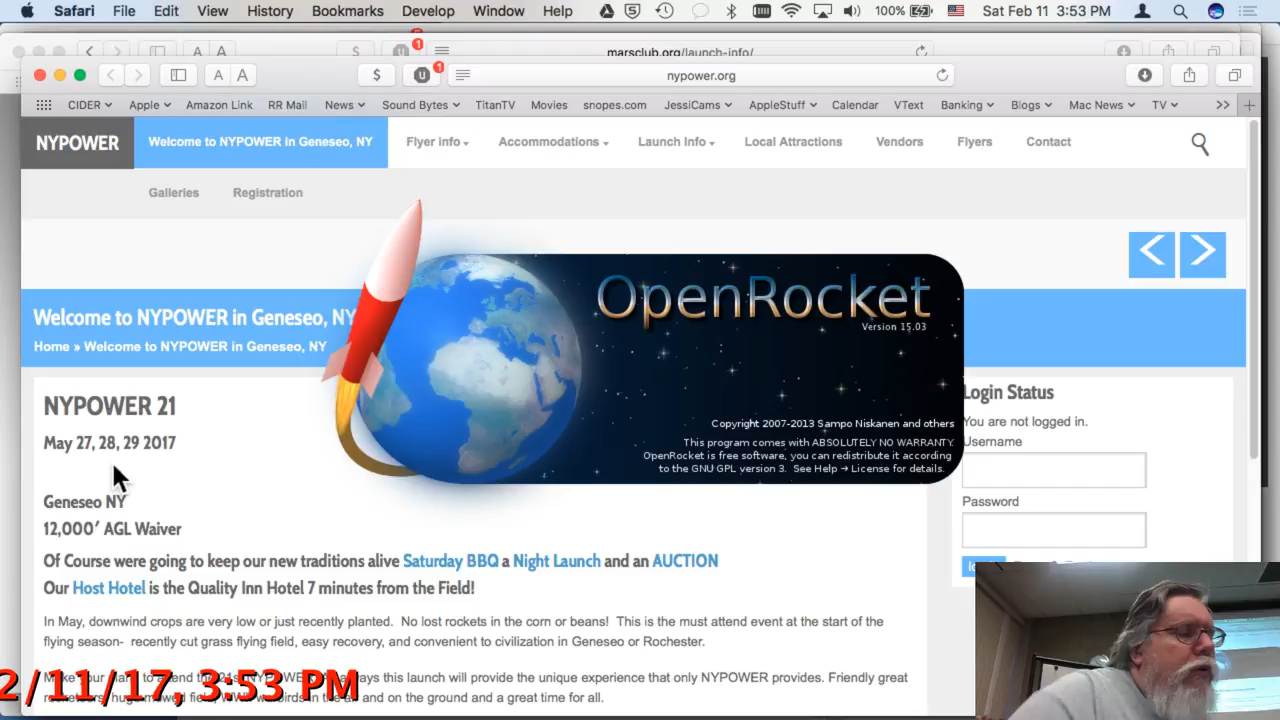 Safari File Edit View History Bookmarks Develop Window Help 100% Sat Feb 11 3:53 PM
marsclub.org/launch-info/
nypower.org
CIDER Apple Amazon Link RR Mail News Sound Bytes TitanTV Movies snopes.com JessiCams AppleStuff Calendar VText Banking Blogs Mac News TV
NYPOWER Welcome to NYPOWER in Geneseo, NY Flyer info Accommodations Launch Info Local Attractions Vendors Flyers Contact
Galleries Registration
OpenRocket
Version 15.03
Welcome to NYPOWER in Geneseo, NY
Home » Welcome to NYPOWER in Geneseo, NY
NYPOWER 21
May 27, 28, 29 2017
Geneseo NY
12,000′ AGL Waiver
Copyright 2007-2013 Sampo Niskanen and others
This program comes with ABSOLUTELY NO WARRANTY.
OpenRocket is free software, you can redistribute it according
to the GNU GPL version 3. See Help → License for details.
Login Status
You are not logged in.
Username
Password
Of Course were going to keep our new traditions alive Saturday BBQ a Night Launch and an AUCTION
Our Host Hotel is the Quality Inn Hotel 7 minutes from the Field!
In May, downwind crops are very low or just recently planted. No lost rockets in the corn or beans! This is the must attend event at the start of the
flying season- recently cut grass flying field, easy recovery, and convenient to civilization in Geneseo or Rochester.
this launch will provide the unique experience that only NYPOWER provides. Friendly great
and on the ground and a great time for all.
2/11/17, 3:53 PM